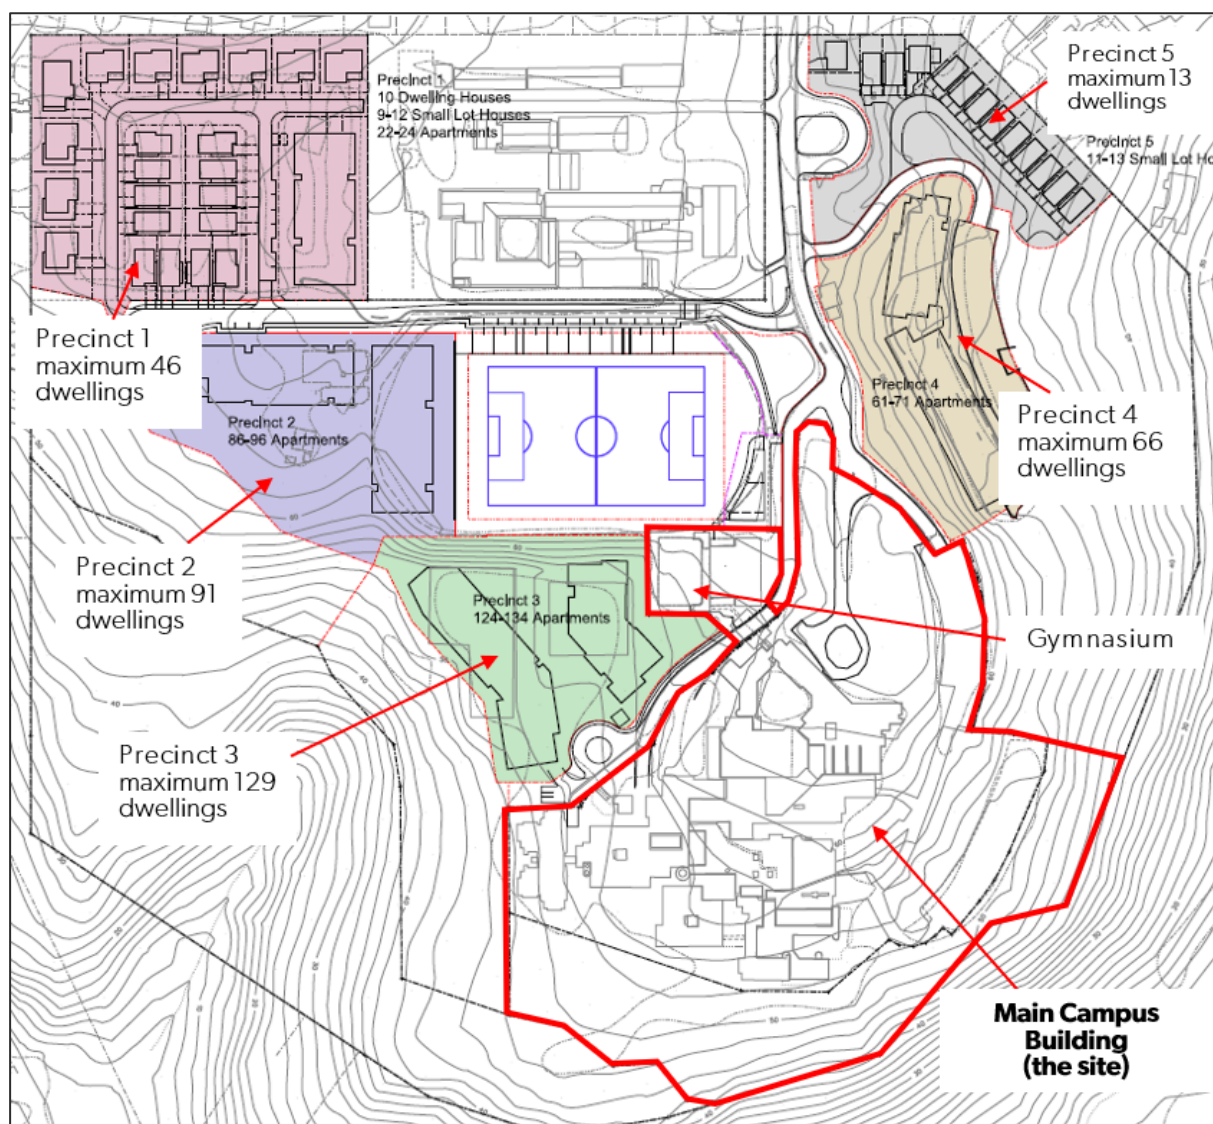 Precinct 5
maximum 13
dwellings
Precinct 1
10 Dwelling Houses
9-12 Small Lot Houses
22-24 Apartments
Precinct 5
11-13 Small Lot Ho
Precinct 1
maximum 46
dwellings
Precinct 4
61-71 Apartments
Precinct 4
maximum 66
dwellings
Precinct 2
86-96 Apartments
Precinct 2
maximum 91
dwellings
Precinct 3
124-134 Apartments
Gymnasium
Precinct 3
maximum 129
dwellings
Main Campus
Building
(the site)